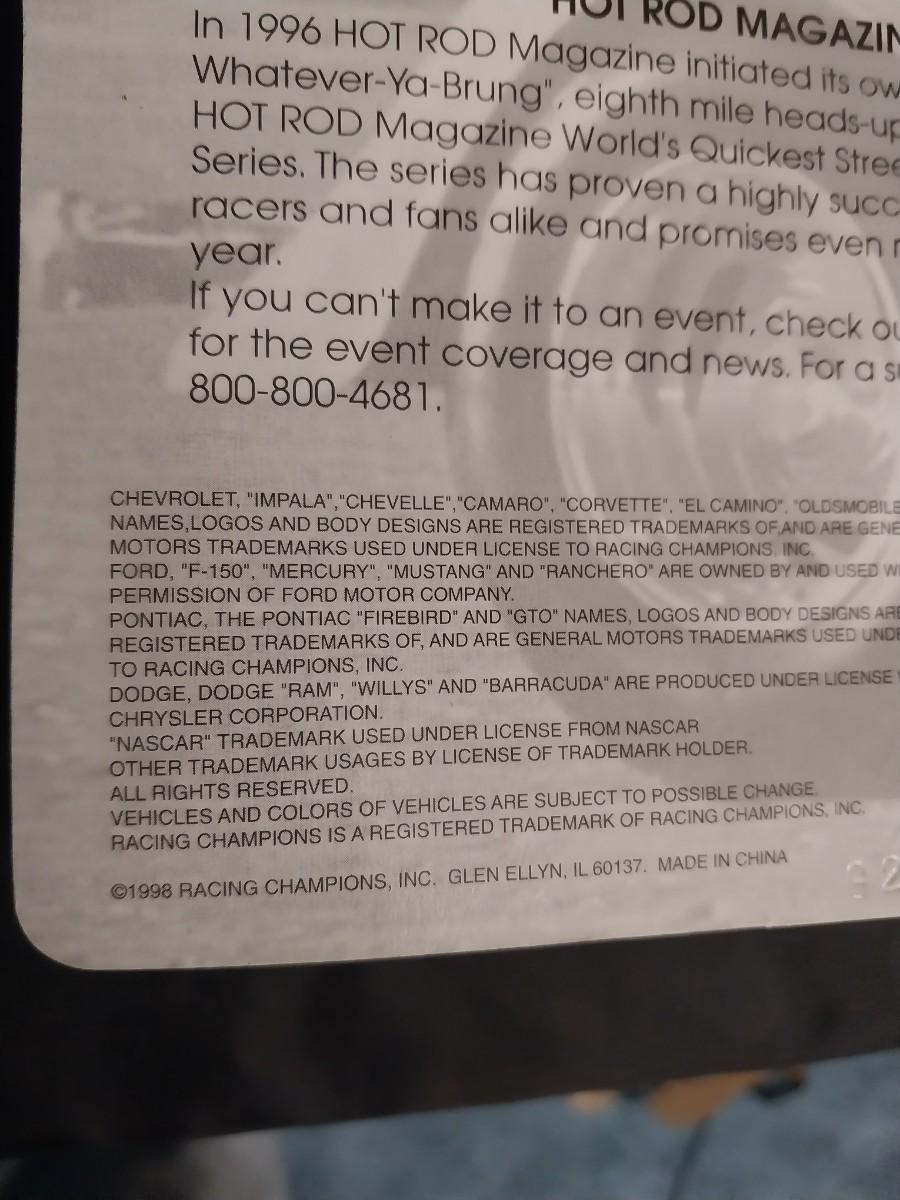 HOT ROD MAGAZIN
In 1996 HOT ROD Magazine initiated its ow
Whatever-Ya-Brung", eighth mile heads-up
HOT ROD Magazine World's Quickest Stree
Series. The series has proven a highly succ
racers and fans alike and promises even
year.
If you can't make it to an event, check ou
for the event coverage and news. For a su
800-800-4681.
CHEVROLET, "IMPALA","CHEVELLE","CAMARO", "CORVETTE", "EL CAMINO", "OLDSMOBILE
NAMES,LOGOS AND BODY DESIGNS ARE REGISTERED TRADEMARKS OF,AND ARE GENE
MOTORS TRADEMARKS USED UNDER LICENSE TO RACING CHAMPIONS, INC.
FORD, "F-150", "MERCURY", "MUSTANG" AND "RANCHERO" ARE OWNED BY AND USED WI
PERMISSION OF FORD MOTOR COMPANY.
PONTIAC, THE PONTIAC "FIREBIRD" AND "GTO" NAMES, LOGOS AND BODY DESIGNS ARE
REGISTERED TRADEMARKS OF, AND ARE GENERAL MOTORS TRADEMARKS USED UNDE
TO RACING CHAMPIONS, INC.
DODGE, DODGE "RAM", "WILLYS" AND "BARRACUDA" ARE PRODUCED UNDER LICENSE
CHRYSLER CORPORATION.
"NASCAR" TRADEMARK USED UNDER LICENSE FROM NASCAR
OTHER TRADEMARK USAGES BY LICENSE OF TRADEMARK HOLDER.
ALL RIGHTS RESERVED.
VEHICLES AND COLORS OF VEHICLES ARE SUBJECT TO POSSIBLE CHANGE.
RACING CHAMPIONS IS A REGISTERED TRADEMARK OF RACING CHAMPIONS, INC.
©1998 RACING CHAMPIONS, INC. GLEN ELLYN, IL 60137. MADE IN CHINA